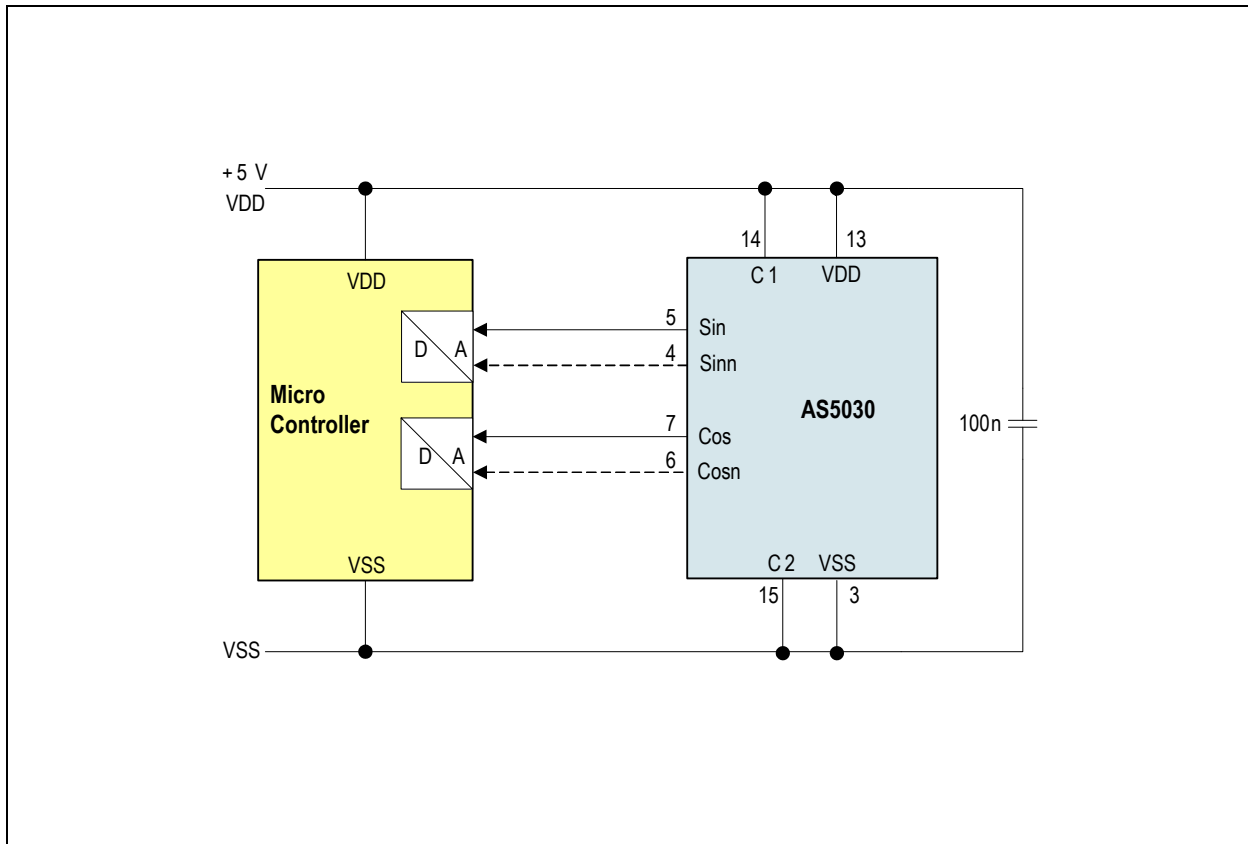 +5 V
VDD
14
13
VDD
C1
VDD
5
Sin
D
A
4
Sinn
Micro
Controller
AS5030
7
Cos
100n
D
A
6
Cosn
VSS
C2
VSS
15
3
VSS